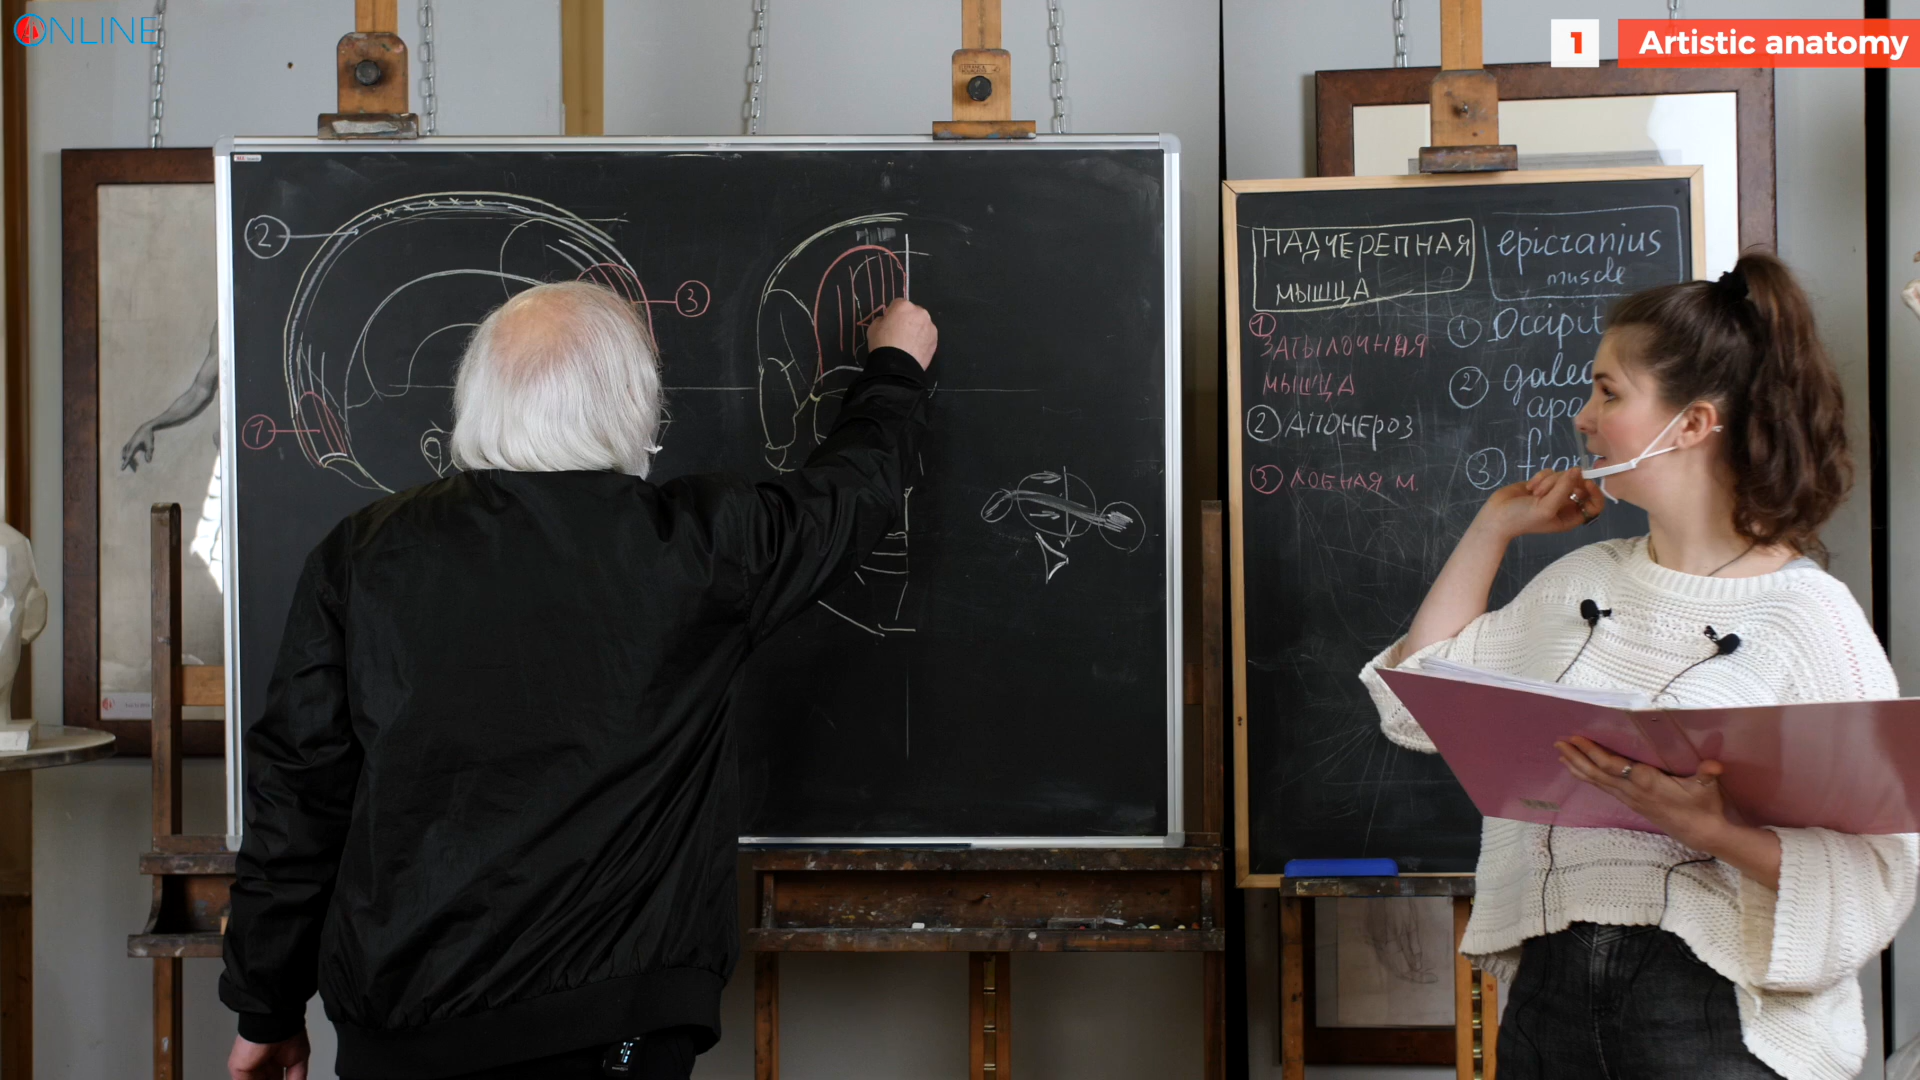 ONLINE
1 Artistic anatomy
НАДЧЕРЕПНАЯ
МЫШЦА
1
ЗАТЫЛОЧНАЯ
МЫШЦА
2 АПОНЕРОЗ
3 ЛОБНАЯ М.
epicranius
muscle
1 Occipit
2 galea
apo
3 fron
2
3
1